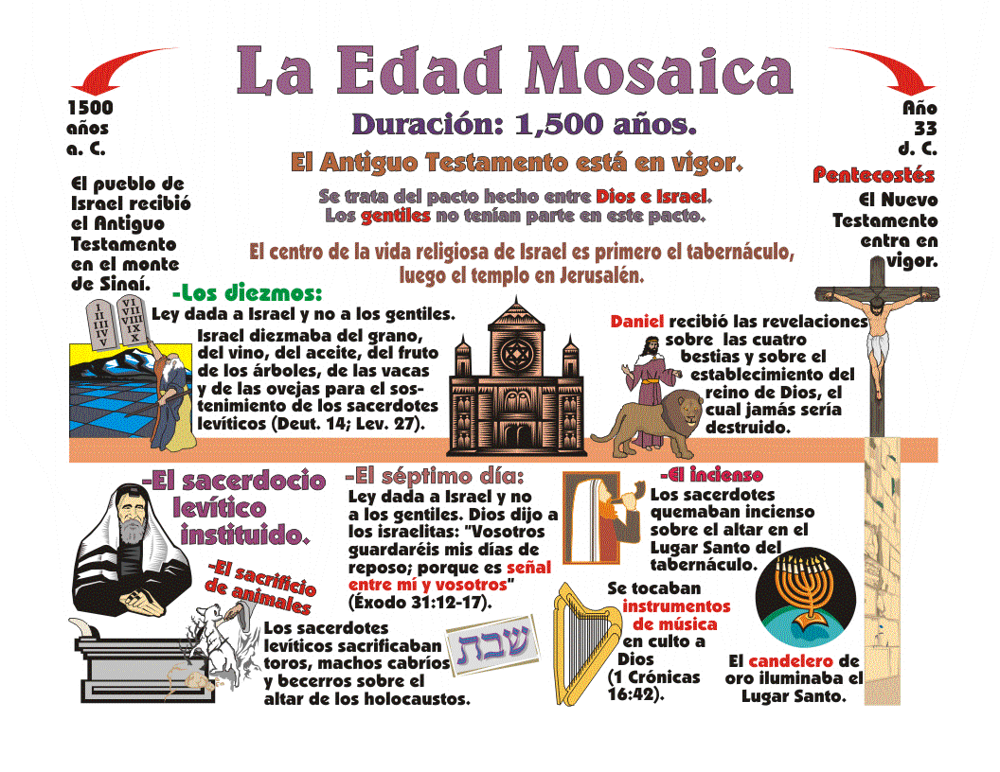 La Edad Mosaica
Duración: 1,500 años.
El Antiguo Testamento está en vigor.
Se trata del pacto hecho entre Dios e Israel.
Los gentiles no tenían parte en este pacto.
El centro de la vida religiosa de Israel es primero el tabernáculo,
luego el templo en Jerusalén.
1500
años
a. C.
El pueblo de
Israel recibió
el Antiguo
Testamento
en el monte
de Sinaí.
Año
33
d. C.
Pentecostés
El Nuevo
Testamento
entra en
vigor.
-Los diezmos:
Ley dada a Israel y no a los gentiles.
Israel diezmaba del grano,
del vino, del aceite, del fruto
de los árboles, de las vacas
y de las ovejas para el sos-
tenimiento de los sacerdotes
levíticos (Deut. 14; Lev. 27).
I
II
III
IV
V
VI
VII
VIII
IX
X
Daniel recibió las revelaciones
sobre las cuatro
bestias y sobre el
establecimiento del
reino de Dios, el
cual jamás sería
destruido.
-El sacerdocio
levítico
instituido.
-El sacrificio
de animales
Los sacerdotes
levíticos sacrificaban
toros, machos cabríos
y becerros sobre el
altar de los holocaustos.
-El séptimo día:
Ley dada a Israel y no
a los gentiles. Dios dijo a
los israelitas: "Vosotros
guardaréis mis días de
reposo; porque es señal
entre mí y vosotros"
(Éxodo 31:12-17).
שבת
-El incienso
Los sacerdotes
quemaban incienso
sobre el altar en el
Lugar Santo del
tabernáculo.
Se tocaban
instrumentos
de música
en culto a
Dios
(1 Crónicas
16:42).
El candelero de
oro iluminaba el
Lugar Santo.